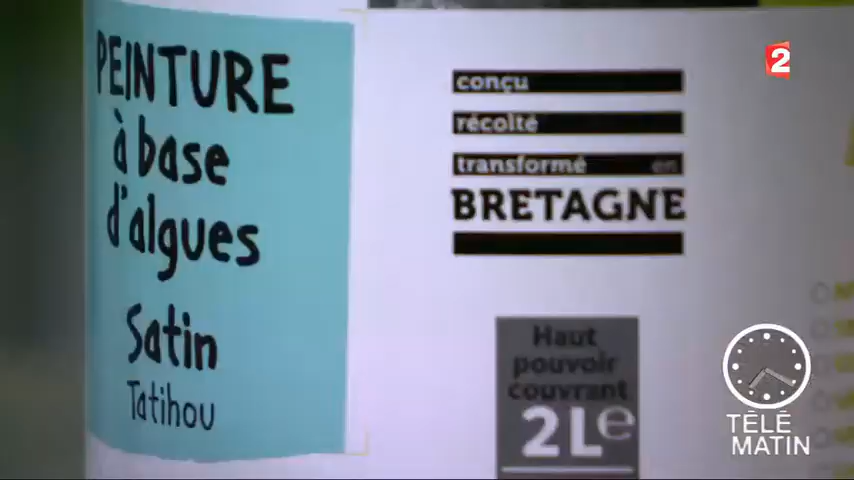 PEINTURE
à base
d'algues
Satin
Tatihou
conçu
récolté
transformé en
BRETAGNE
Haut
pouvoir
couvrant
2Le
2
TÉLÉ
MATIN